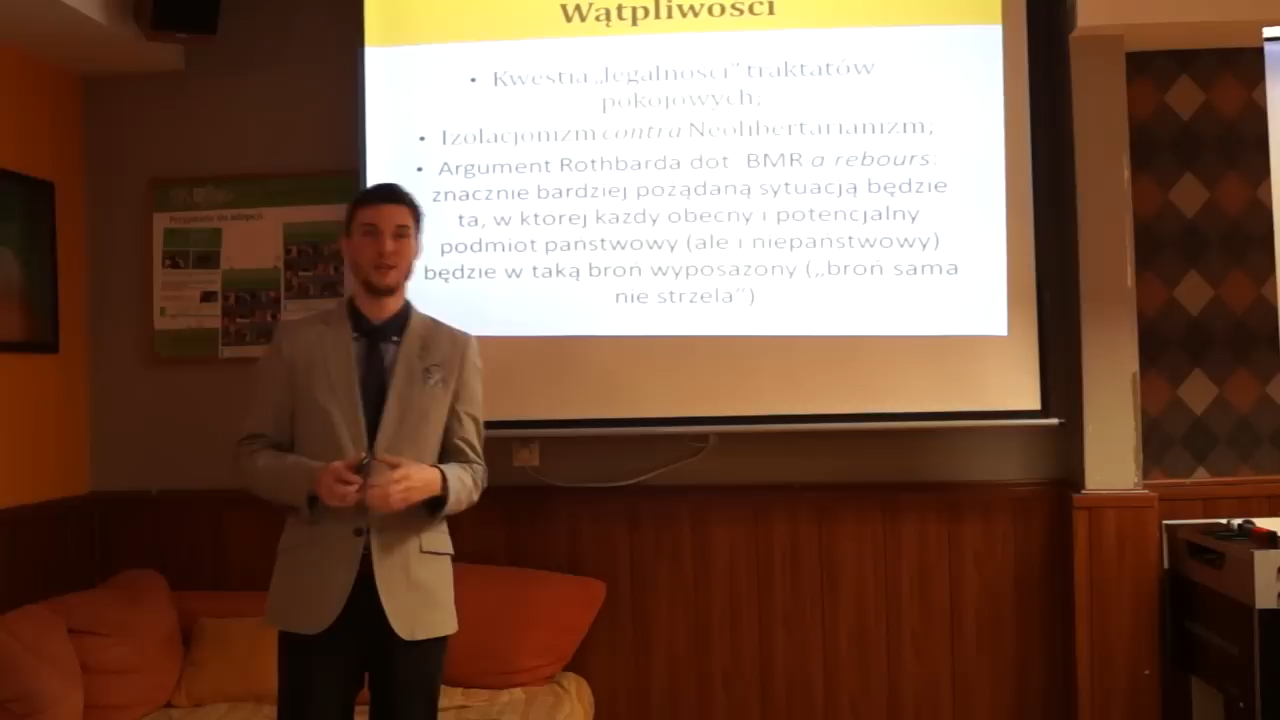 Wątpliwości
• Kwestia „legalności” traktatów
pokojowych;
• Izolacjonizm contra Neolibertarianizm;
• Argument Rothbarda dot BMR a rebours:
znacznie bardziej pożądaną sytuacją będzie
ta, w ktorej każdy obecny i potencjalny
podmiot państwowy (ale i niepaństwowy)
będzie w taką broń wyposażony („broń sama
nie strzela”)